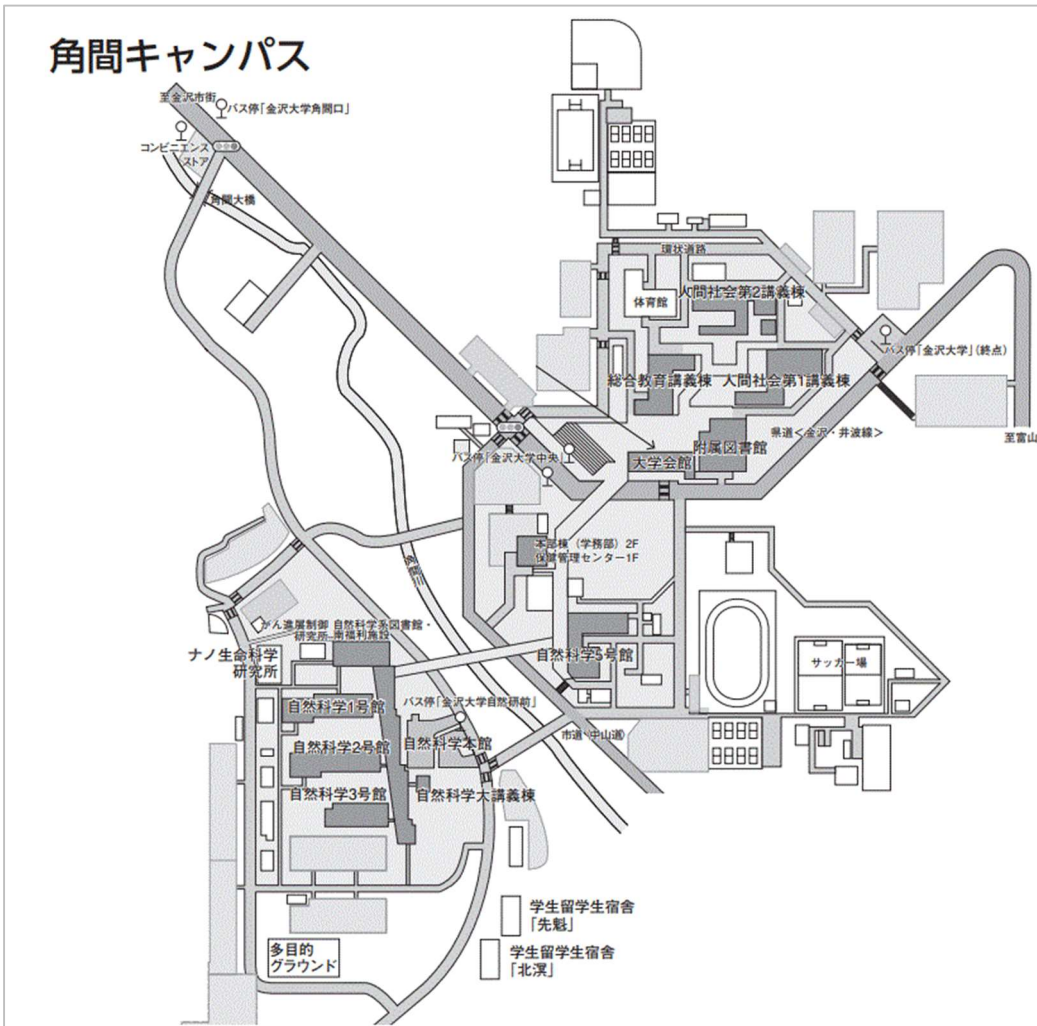 角間キャンパス
至金沢市街
バス停「金沢大学角間口」
コンビニエンス
ストア
角間大橋
環状道路
体育館
人間社会第2講義棟
バス停「金沢大学」(終点)
総合教育講義棟
人間社会第1講義棟
県道<金沢・井波線>
至富山
附属図書館
バス停「金沢大学中央」
大学会館
本部棟(学務部)2F
保健管理センター1F
がん進展制御
研究所
自然科学系図書館・
南福利施設
ナノ生命科学
研究所
自然科学5号館
サッカー場
自然科学1号館
バス停「金沢大学自然研前」
市道(中山道)
自然科学2号館
自然科学本館
自然科学3号館
自然科学大講義棟
学生留学生宿舎
「先魁」
多目的
グラウンド
学生留学生宿舎
「北溟」